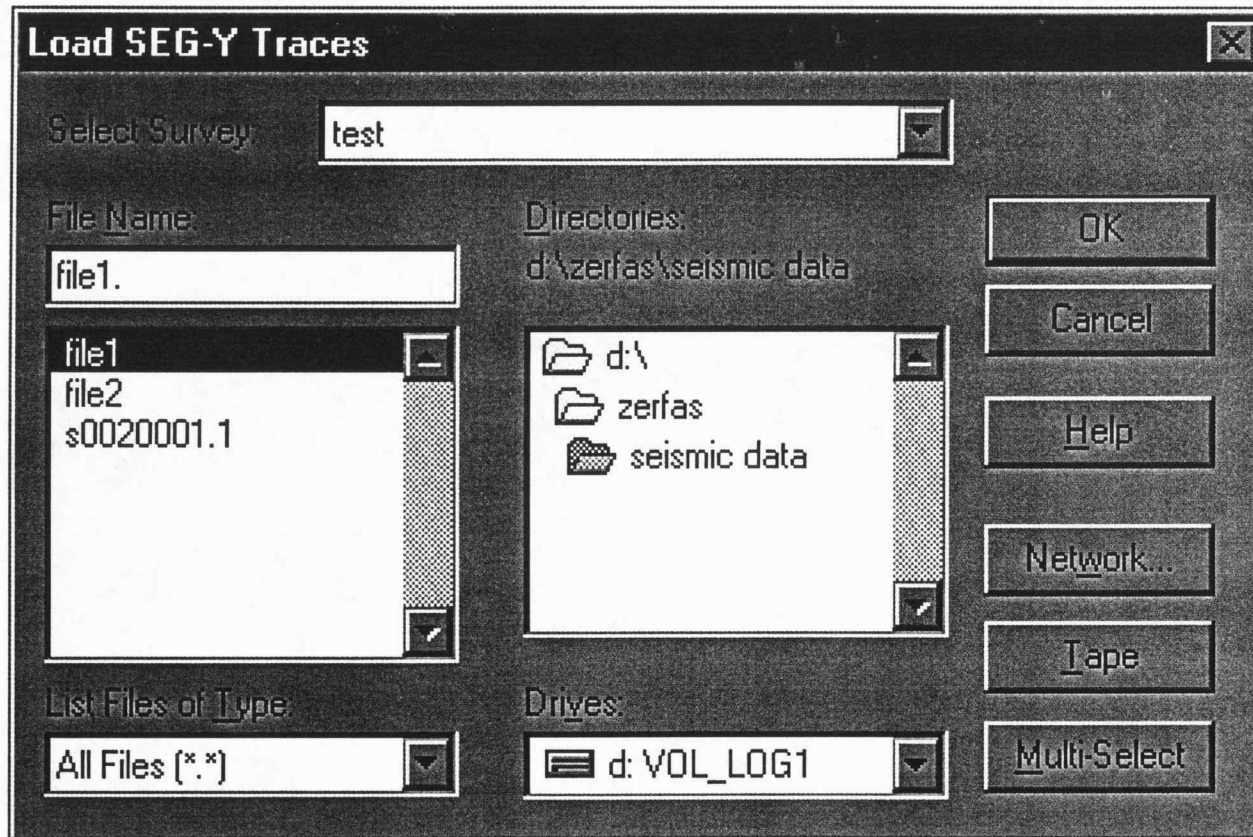 Load SEG-Y Traces
Select Survey:
test
File Name:
file1.
file1
file2
s0020001.1
List Files of Type:
All Files (*.*)
Directories:
d:\zerfas\seismic data
d:\
zerfas
seismic data
Drives:
d: VOL_LOG1
OK
Cancel
Help
Network...
Tape
Multi-Select